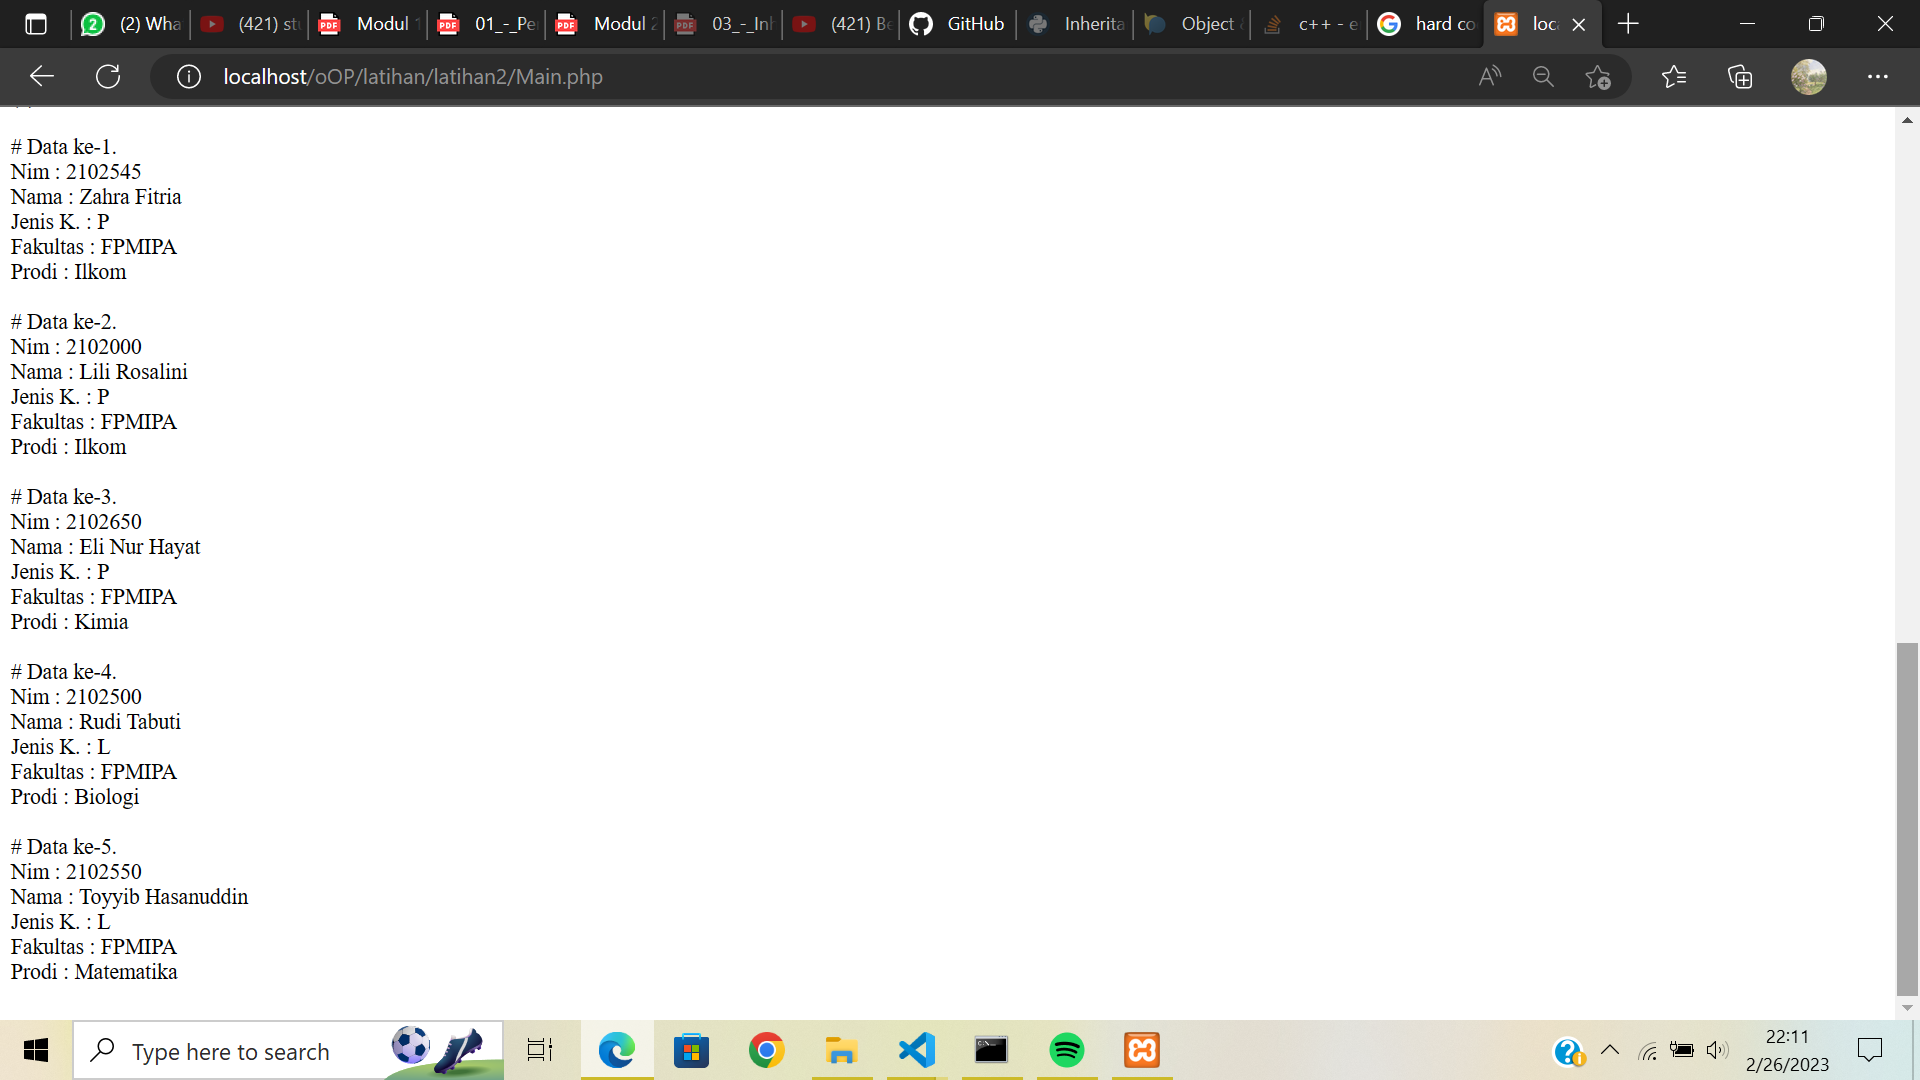 (2) Wha
(421) stu
Modul 1
01_-_Pe
Modul 2
03_-_Inh
(421) Be
GitHub
Inherita
Object
c++ - e
hard co
loc
localhost/oOP/latihan/latihan2/Main.php
# Data ke-1.
Nim : 2102545
Nama : Zahra Fitria
Jenis K. : P
Fakultas : FPMIPA
Prodi : Ilkom
# Data ke-2.
Nim : 2102000
Nama : Lili Rosalini
Jenis K. : P
Fakultas : FPMIPA
Prodi : Ilkom
# Data ke-3.
Nim : 2102650
Nama : Eli Nur Hayat
Jenis K. : P
Fakultas : FPMIPA
Prodi : Kimia
# Data ke-4.
Nim : 2102500
Nama : Rudi Tabuti
Jenis K. : L
Fakultas : FPMIPA
Prodi : Biologi
# Data ke-5.
Nim : 2102550
Nama : Toyyib Hasanuddin
Jenis K. : L
Fakultas : FPMIPA
Prodi : Matematika
Type here to search
22:11
2/26/2023